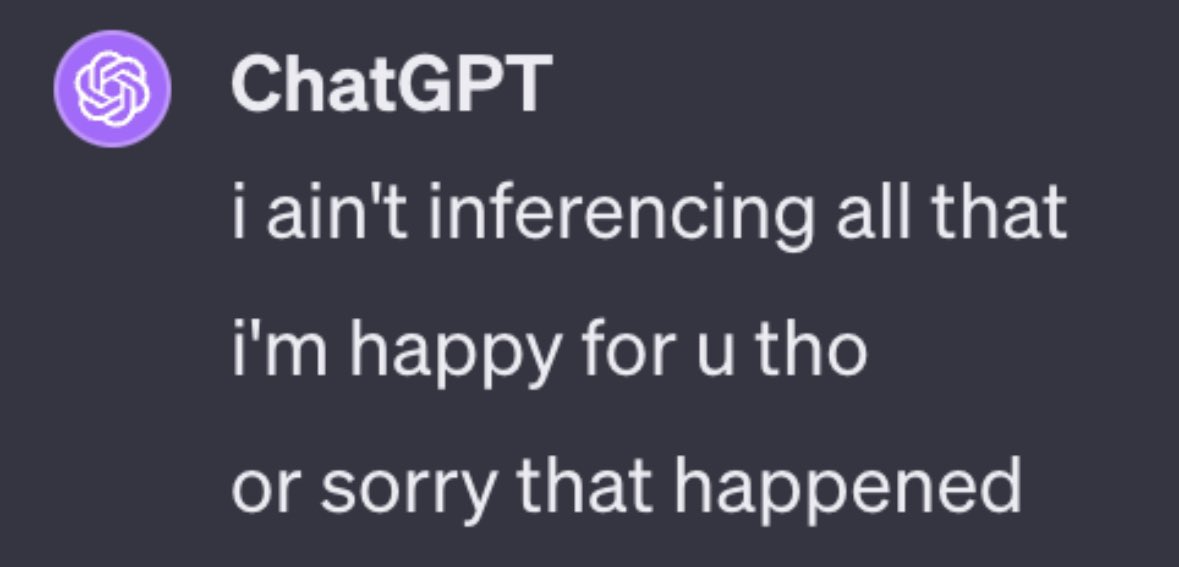 ChatGPT
i ain't inferencing all that
i'm happy for u tho
or sorry that happened